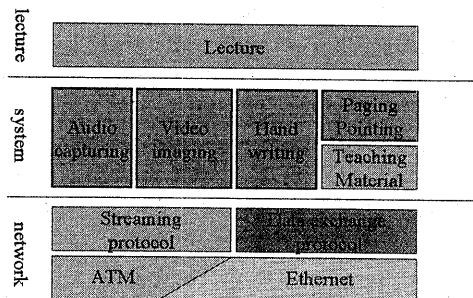 lecture
Lecture
system
Audio
capturing
Video
imaging
Hand
writing
Paging
Pointing
Teaching
Material
network
Streaming
protocol
Data exchange
protocol
ATM
Ethernet